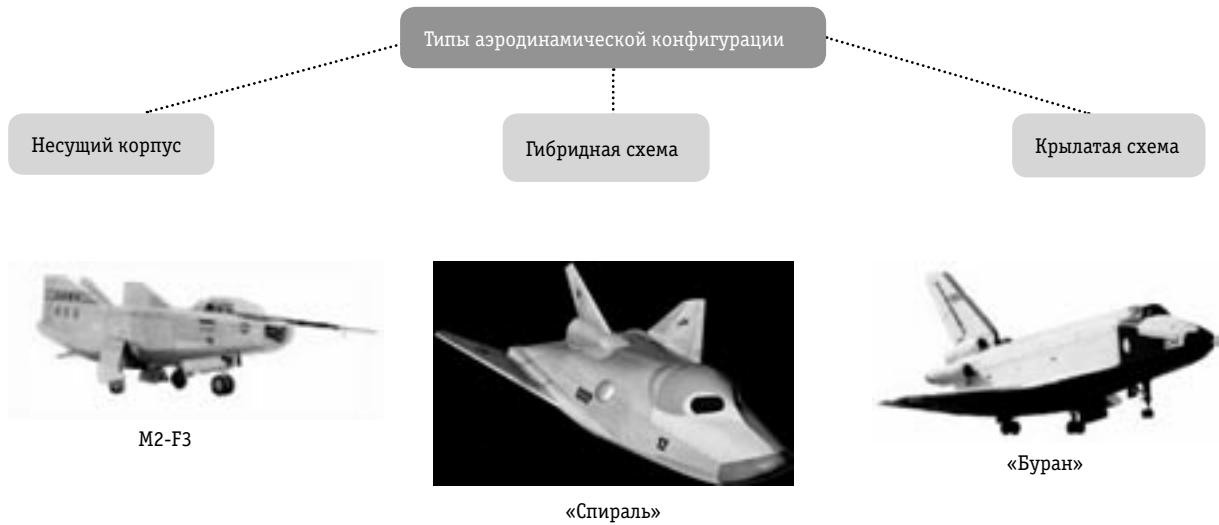 Типы аэродинамической конфигурации
Несущий корпус
Гибридная схема
Крылатая схема
M2-F3
«Спираль»
«Буран»